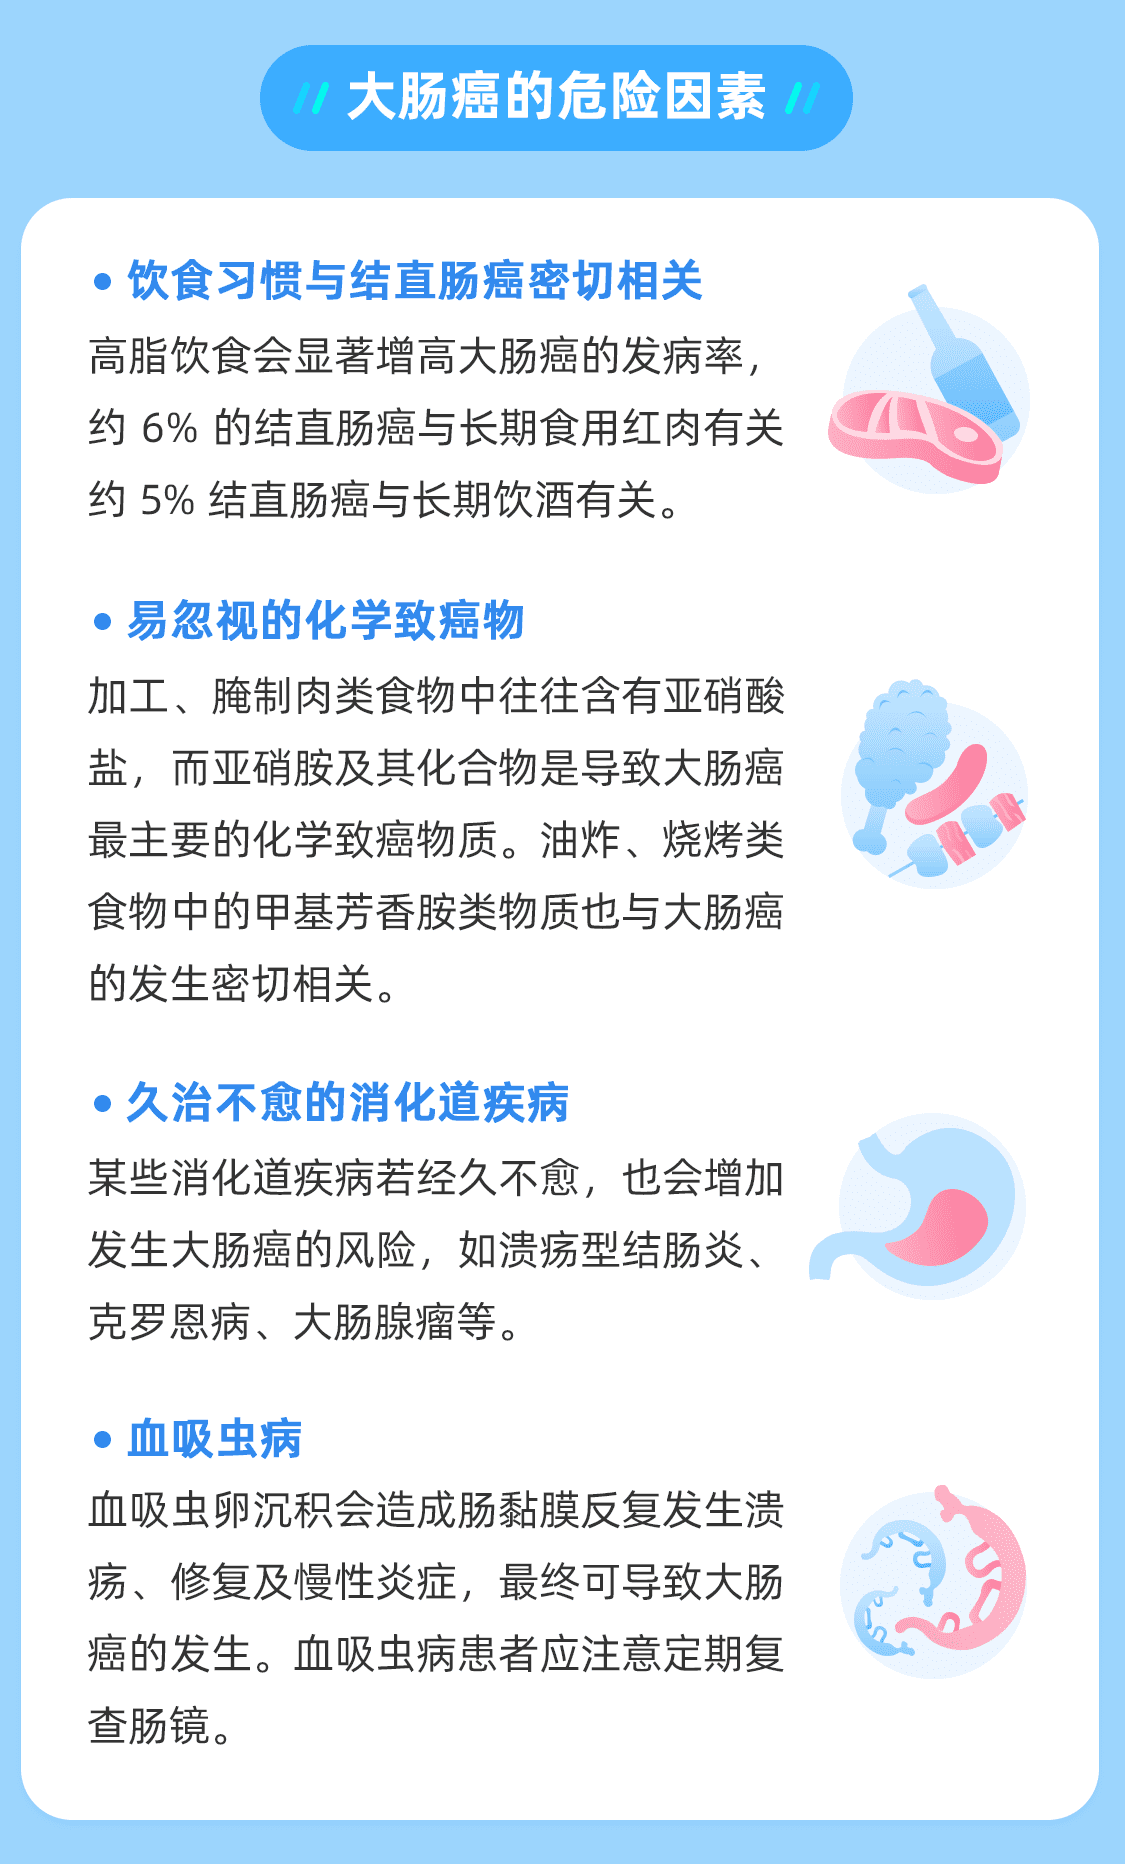 大肠癌的危险因素
饮食习惯与结直肠癌密切相关
高脂饮食会显著增高大肠癌的发病率，
约 6% 的结直肠癌与长期食用红肉有关
约 5% 结直肠癌与长期饮酒有关。
易忽视的化学致癌物
加工、腌制肉类食物中往往含有亚硝酸
盐，而亚硝胺及其化合物是导致大肠癌
最主要的化学致癌物质。油炸、烧烤类
食物中的甲基芳香胺类物质也与大肠癌
的发生密切相关。
久治不愈的消化道疾病
某些消化道疾病若经久不愈，也会增加
发生大肠癌的风险，如溃疡型结肠炎、
克罗恩病、大肠腺瘤等。
血吸虫病
血吸虫卵沉积会造成肠黏膜反复发生溃
疡、修复及慢性炎症，最终可导致大肠
癌的发生。血吸虫病患者应注意定期复
查肠镜。